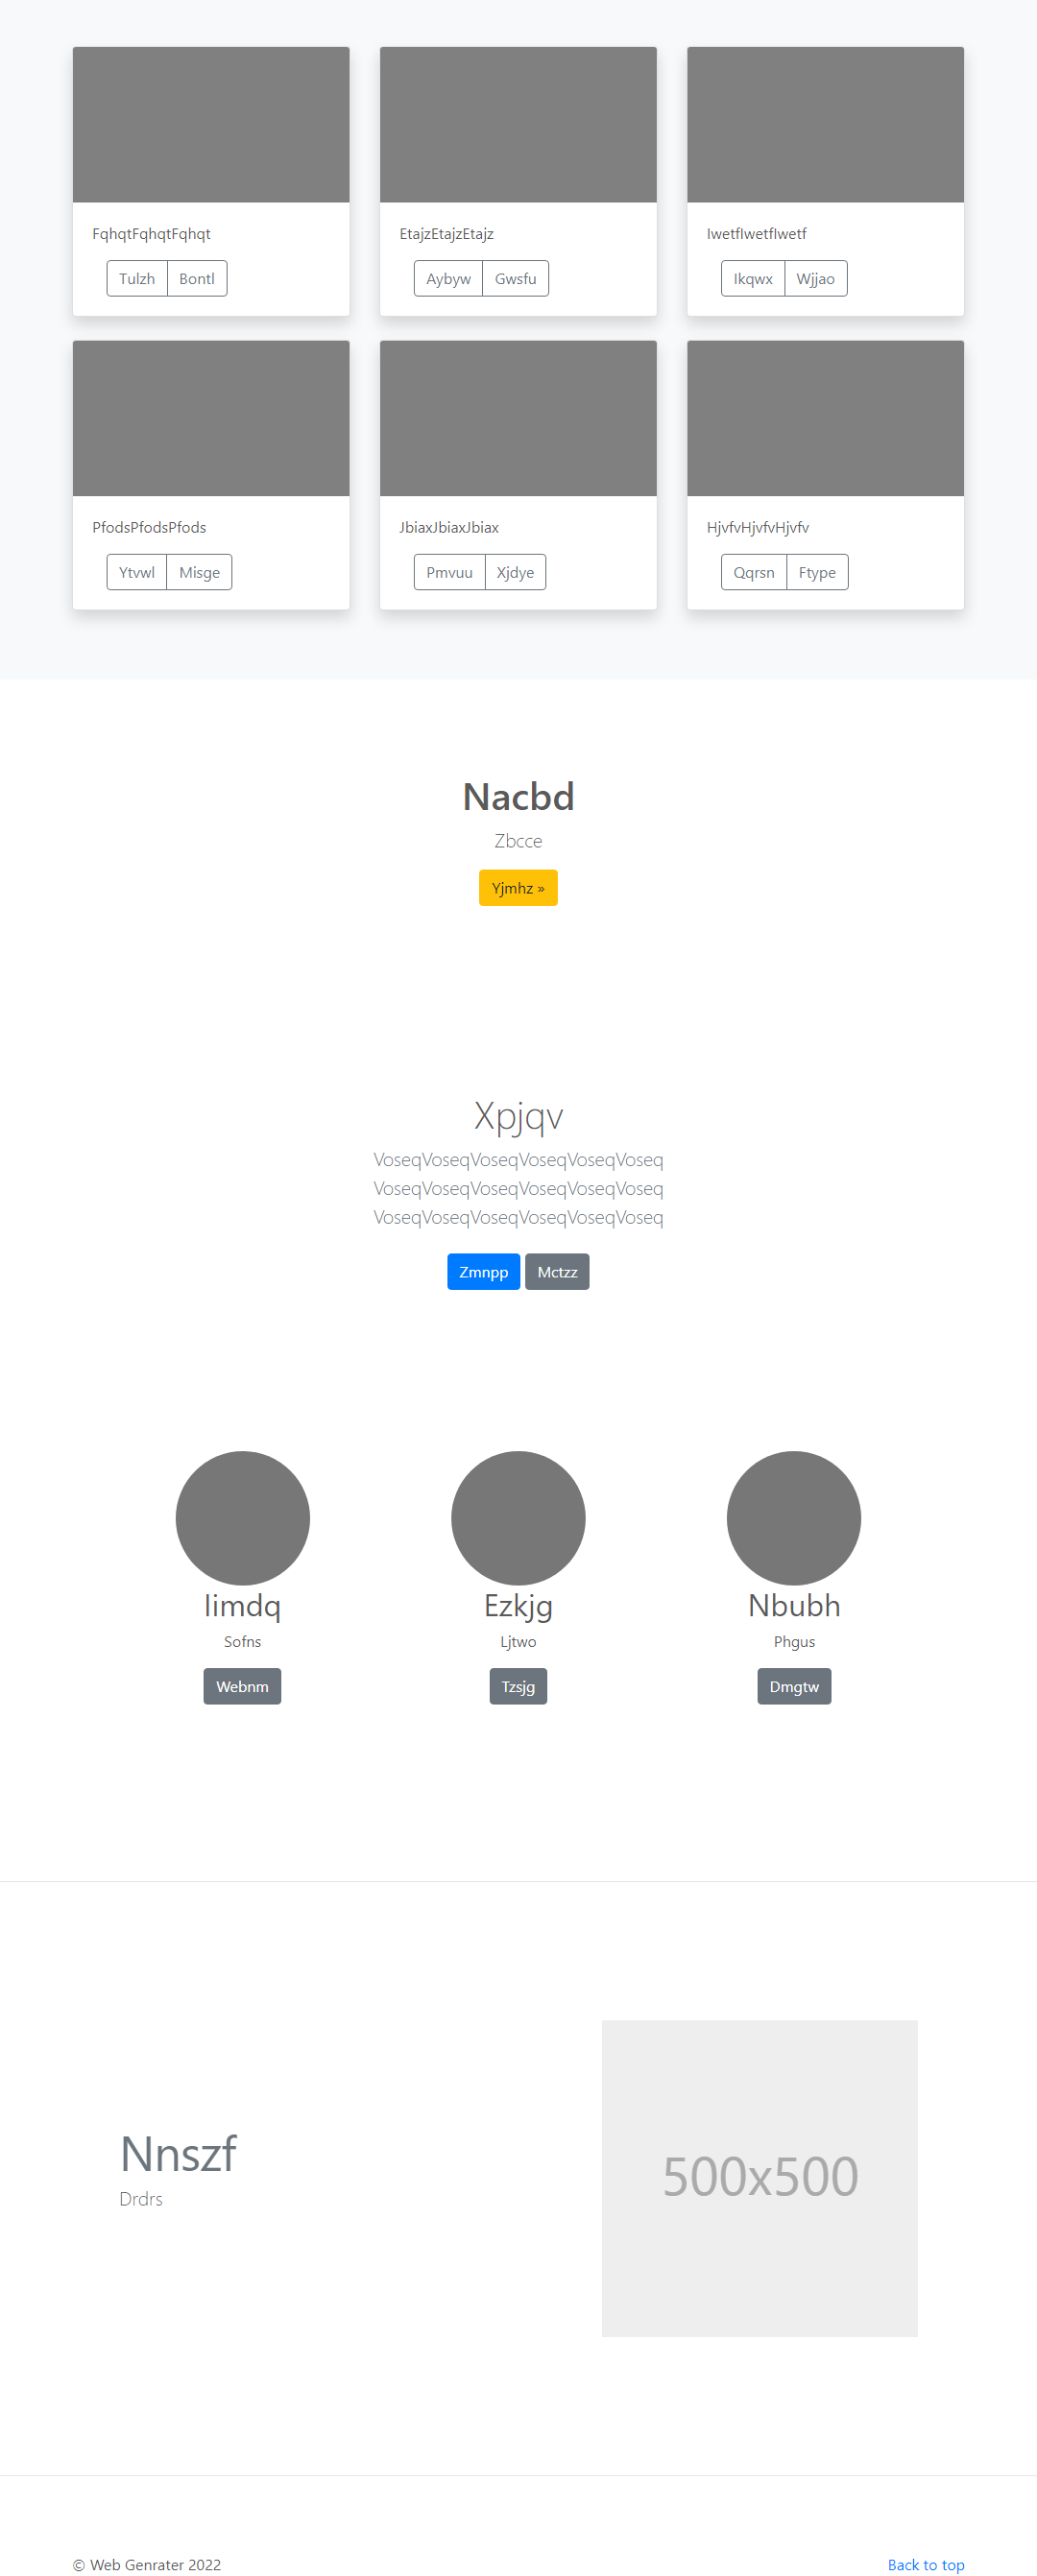 FqhqtFqhqtFqhqt EtajzEtajzEtajz IwetfIwetfIwetf
Tulzh Bontl Aybyw Gwsfu Ikqwx Wjjao
PfodsPfodsPfods JbiaxJbiaxJbiax HjvfvHjvfvHjvfv
Ytvwl Misge Pmvuu Xjdye Qqrsn Ftype
Nacbd
Zbcce
Yjmhz »
Xpjqv
VoseqVoseqVoseqVoseqVoseqVoseq
VoseqVoseqVoseqVoseqVoseqVoseq
VoseqVoseqVoseqVoseqVoseqVoseq
Zmnpp Mctzz
Iimdq Ezkjg Nbubh
Sofns Ljtwo Phgus
Webnm Tzsjg Dmgtw
Nnszf
Drdrs
500x500
© Web Genrater 2022 Back to top